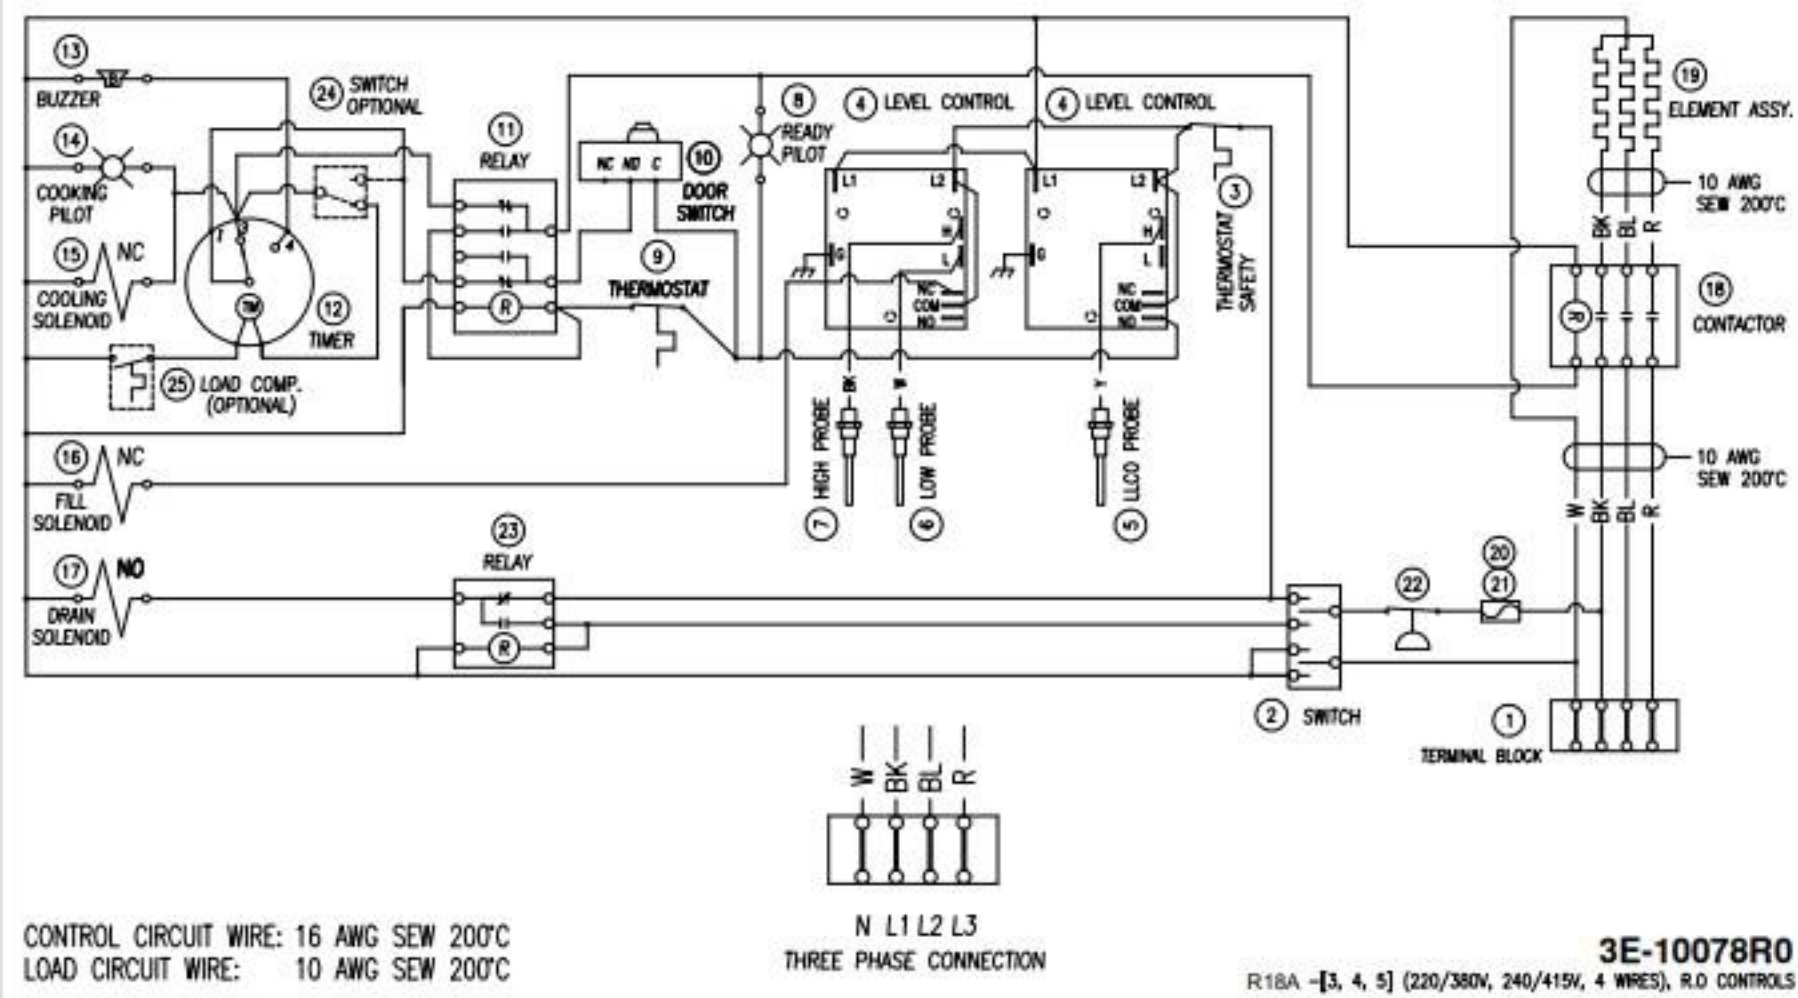 13
BUZZER
B
24 SWITCH
OPTIONAL
14
COOKING
PILOT
15 NC
COOLING
SOLENOID
1 3 4
TM
12
TIMER
25 LOAD COMP.
(OPTIONAL)
11
RELAY
R
NC NO C
10
DOOR
SWITCH
9
THERMOSTAT
8
READY
PILOT
4 LEVEL CONTROL
L1 L2
H
G L
NC
COM
NO
4 LEVEL CONTROL
L1 L2
H
G L
NC
COM
NO
3
THERMOSTAT
SAFETY
BK W Y
HIGH PROBE
7
LOW PROBE
6
LLCO PROBE
5
19
ELEMENT ASSY.
10 AWG
SEW 200°C
BK BL R
18
CONTACTOR
R
10 AWG
SEW 200°C
W BK BL R
16 NC
FILL
SOLENOID
17 NO
DRAIN
SOLENOID
23
RELAY
R
2 SWITCH
22
20
21
1
TERMINAL BLOCK
W BK BL R
N L1 L2 L3
THREE PHASE CONNECTION
CONTROL CIRCUIT WIRE: 16 AWG SEW 200°C
LOAD CIRCUIT WIRE: 10 AWG SEW 200°C
3E-10078R0
R18A -[3, 4, 5] (220/380V, 240/415V, 4 WIRES), R.O CONTROLS